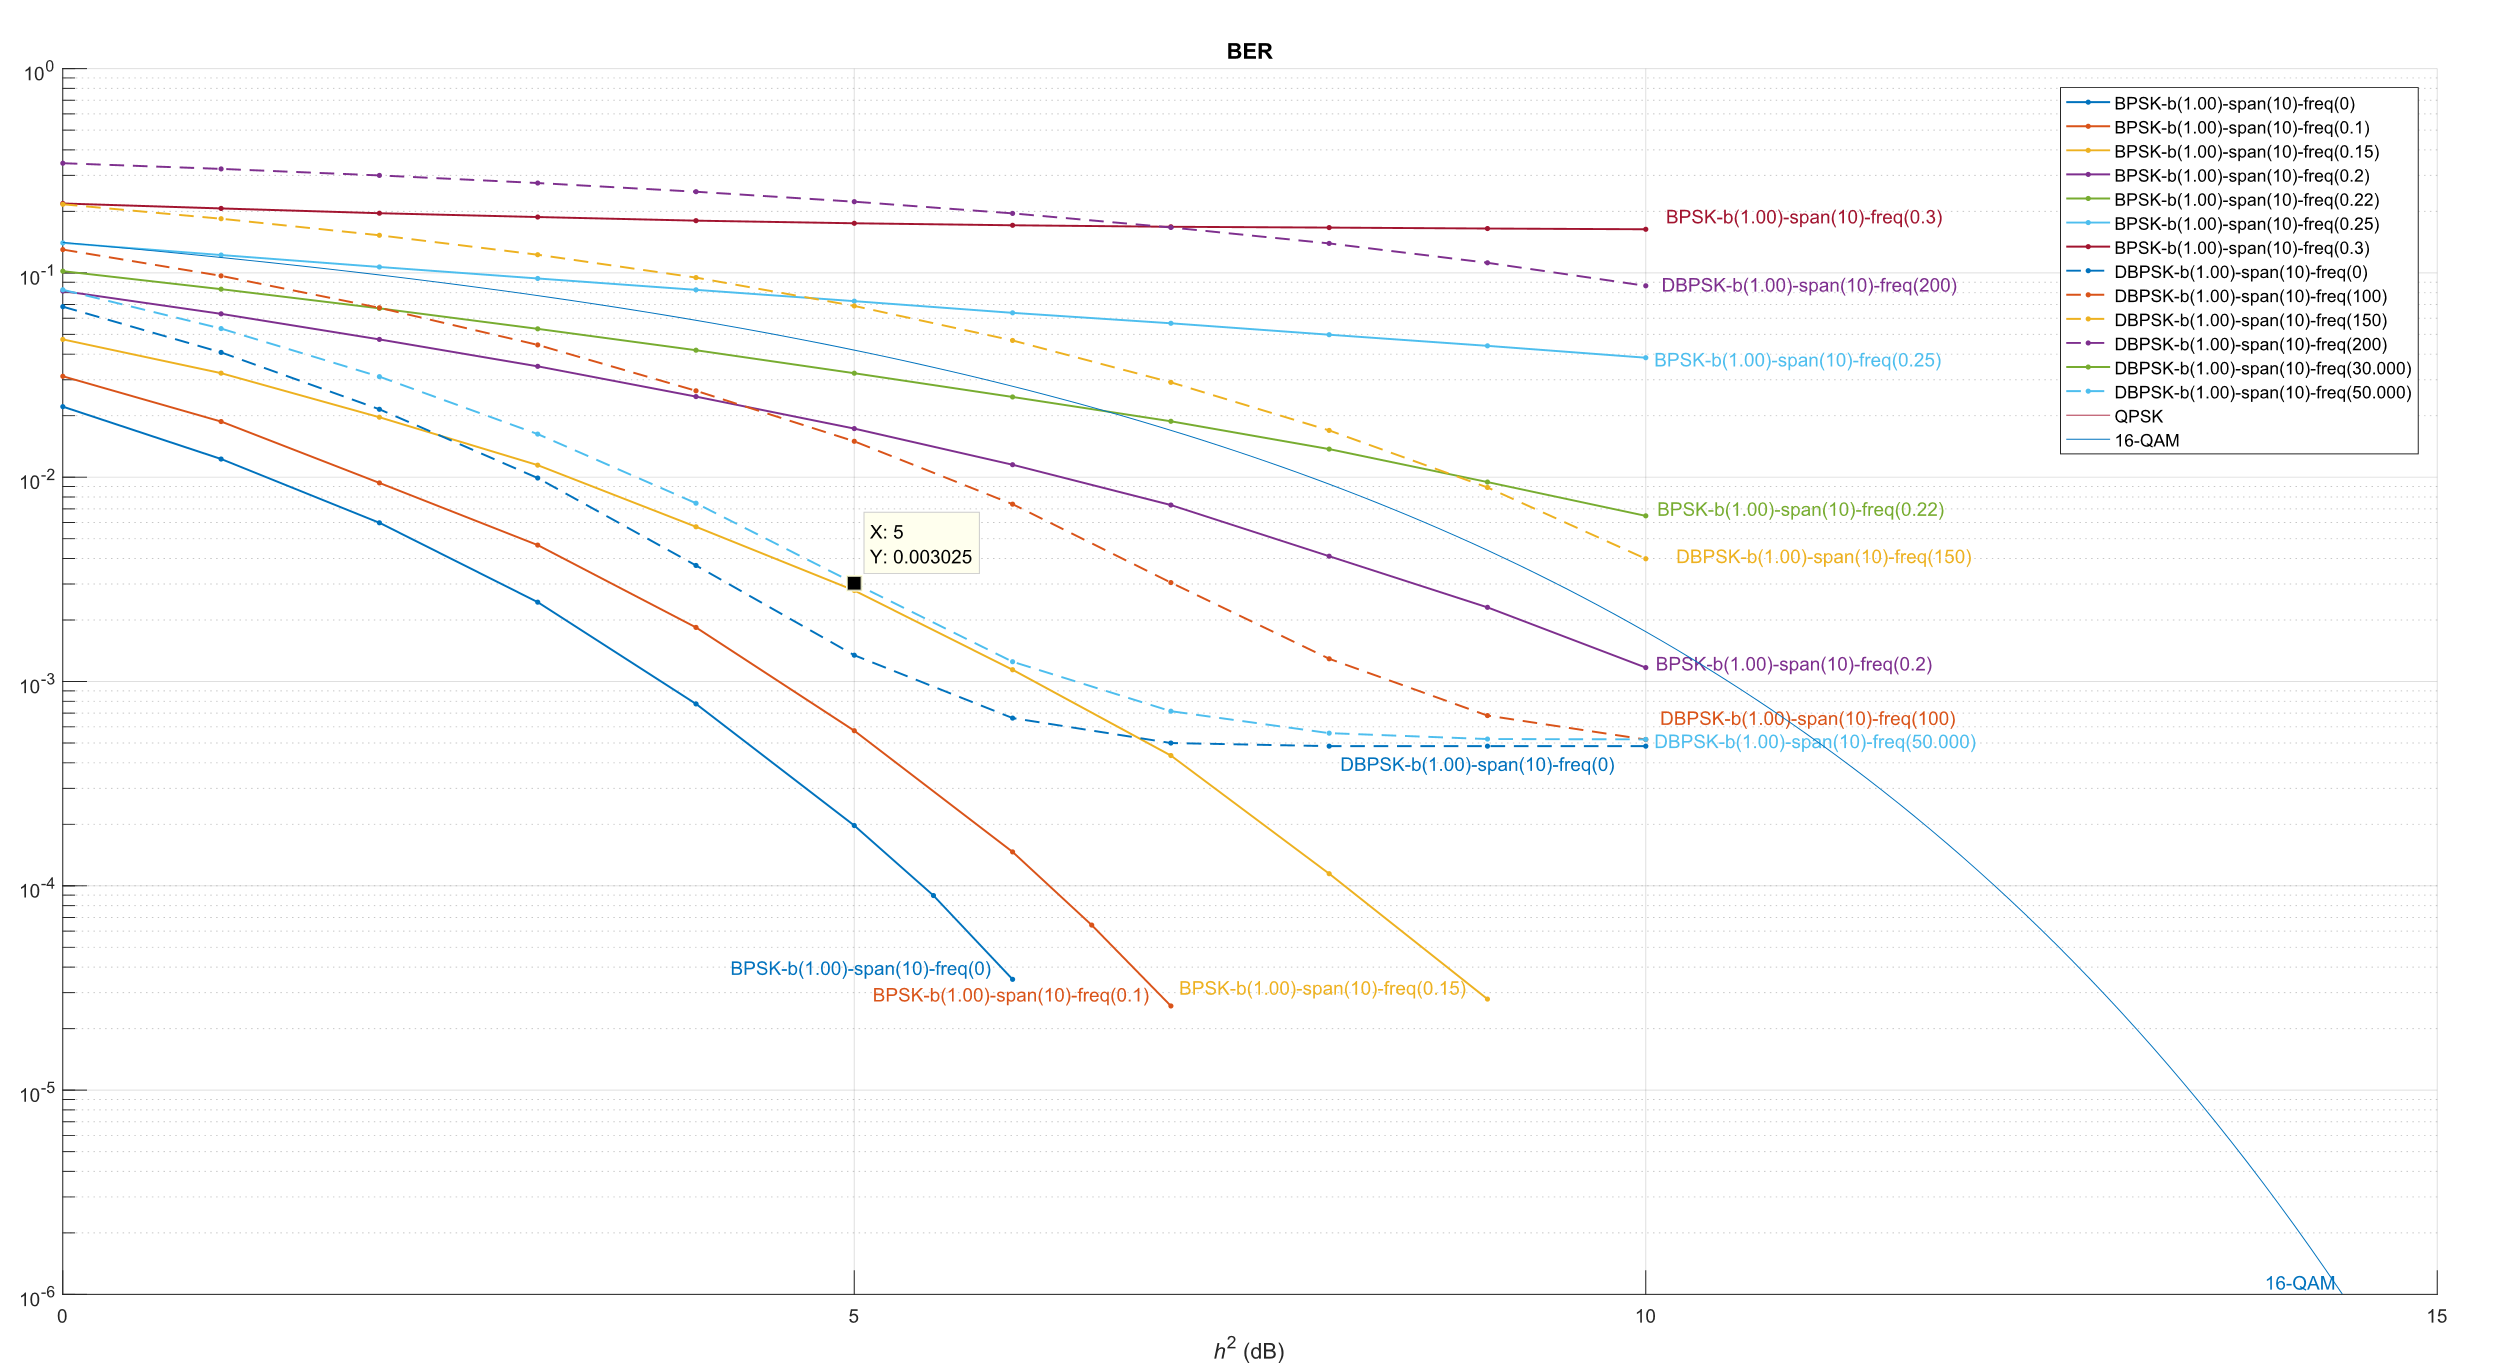 BER
10^0
10^-1
10^-2
10^-3
10^-4
10^-5
10^-6
0
5
10
15
h^2 (dB)
BPSK-b(1.00)-span(10)-freq(0)
BPSK-b(1.00)-span(10)-freq(0.1)
BPSK-b(1.00)-span(10)-freq(0.15)
BPSK-b(1.00)-span(10)-freq(0.2)
BPSK-b(1.00)-span(10)-freq(0.22)
BPSK-b(1.00)-span(10)-freq(0.25)
BPSK-b(1.00)-span(10)-freq(0.3)
DBPSK-b(1.00)-span(10)-freq(0)
DBPSK-b(1.00)-span(10)-freq(100)
DBPSK-b(1.00)-span(10)-freq(150)
DBPSK-b(1.00)-span(10)-freq(200)
DBPSK-b(1.00)-span(10)-freq(30.000)
DBPSK-b(1.00)-span(10)-freq(50.000)
QPSK
16-QAM
BPSK-b(1.00)-span(10)-freq(0.3)
DBPSK-b(1.00)-span(10)-freq(200)
BPSK-b(1.00)-span(10)-freq(0.25)
BPSK-b(1.00)-span(10)-freq(0.22)
X: 5
Y: 0.003025
DBPSK-b(1.00)-span(10)-freq(150)
BPSK-b(1.00)-span(10)-freq(0.2)
DBPSK-b(1.00)-span(10)-freq(100)
DBPSK-b(1.00)-span(10)-freq(50.000)
DBPSK-b(1.00)-span(10)-freq(0)
BPSK-b(1.00)-span(10)-freq(0)
BPSK-b(1.00)-span(10)-freq(0.1)
BPSK-b(1.00)-span(10)-freq(0.15)
16-QAM